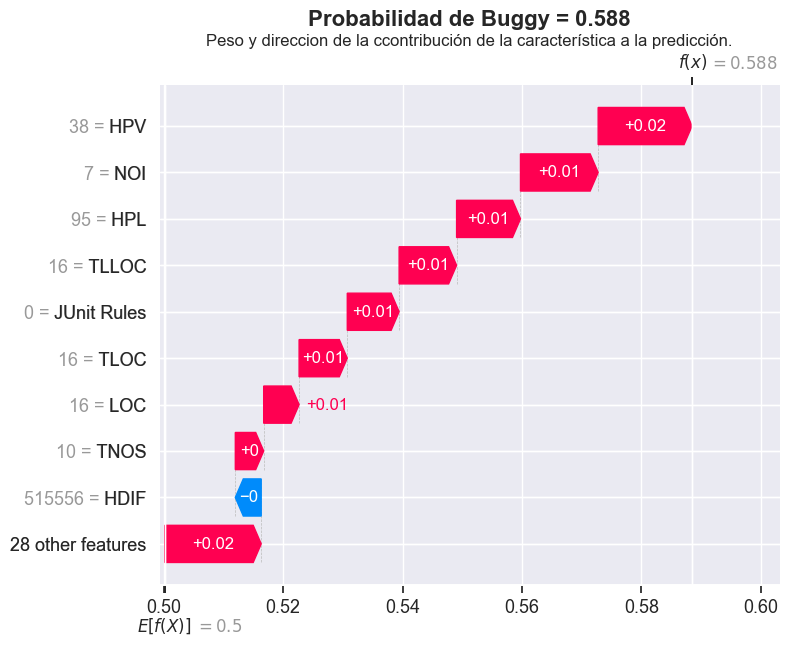 Probabilidad de Buggy = 0.588
Peso y direccion de la ccontribución de la característica a la predicción.
f(x) = 0.588
38 = HPV +0.02
7 = NOI +0.01
95 = HPL +0.01
16 = TLLOC +0.01
0 = JUnit Rules +0.01
16 = TLOC +0.01
16 = LOC +0.01
10 = TNOS +0
515556 = HDIF −0
28 other features +0.02
0.50 0.52 0.54 0.56 0.58 0.60
E[f(X)] = 0.5